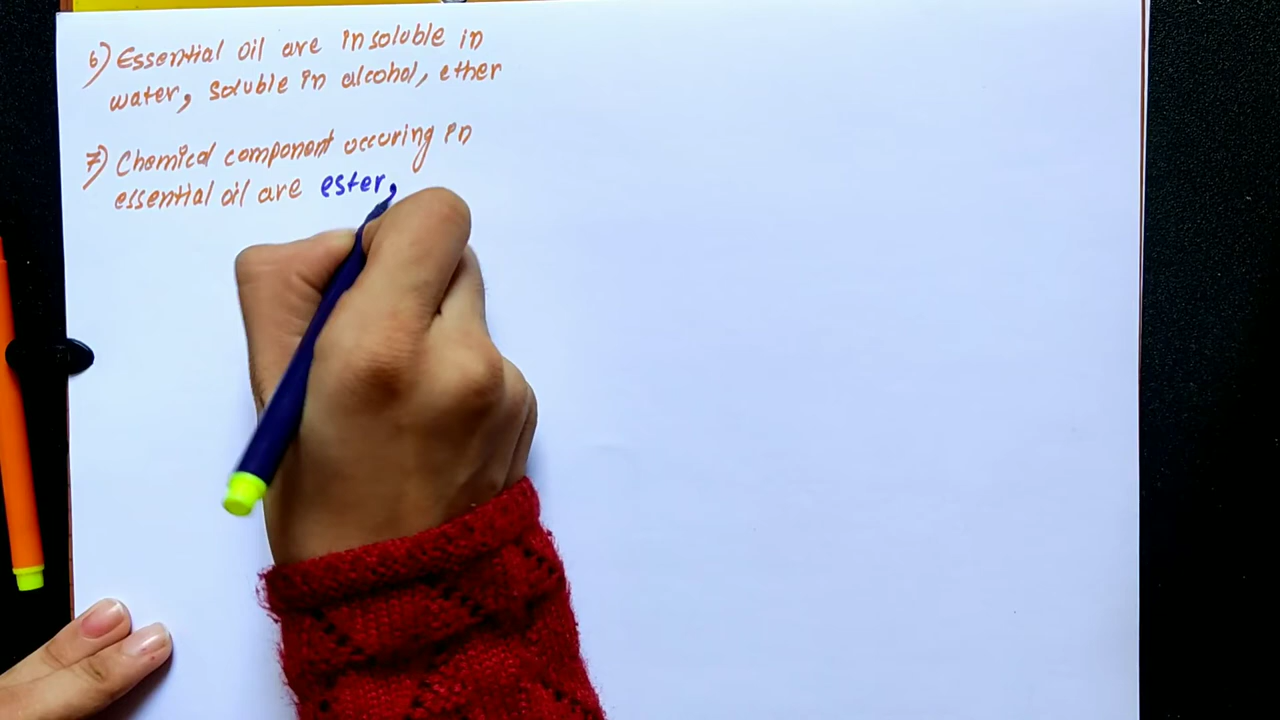 6) Essential oil are insoluble in
water, soluble in alcohol, ether
7) Chemical component occuring in
essential oil are ester,